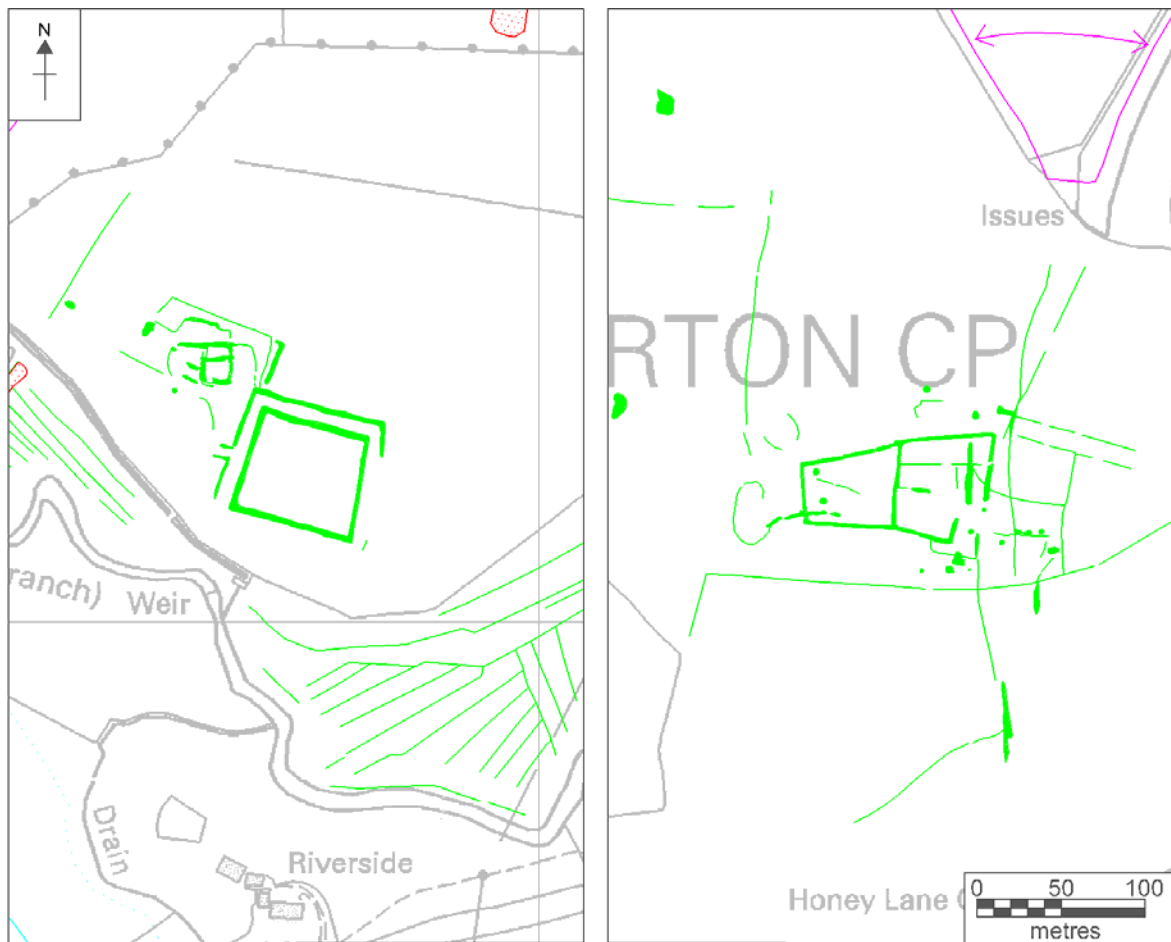 N
Issues
RTON CP
ranch) Weir
Drain
Riverside
Honey Lane
0 50 100
metres